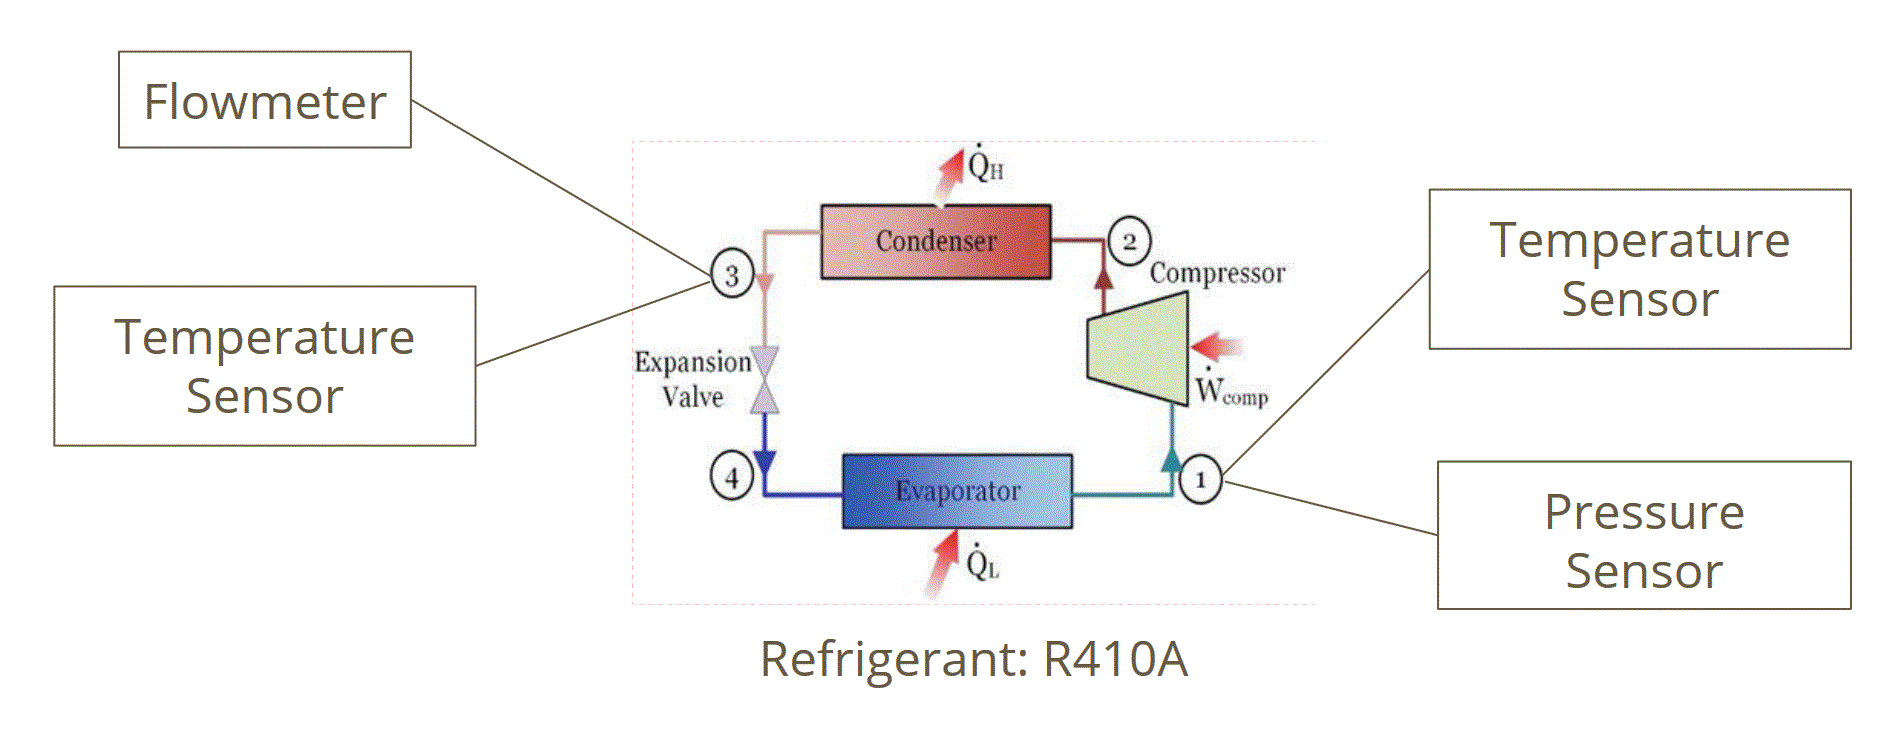 Flowmeter
Temperature
Sensor
Q̇H
Condenser
2
Compressor
3
Expansion
Valve
Ẇcomp
4
Evaporator
1
Q̇L
Temperature
Sensor
Pressure
Sensor
Refrigerant: R410A